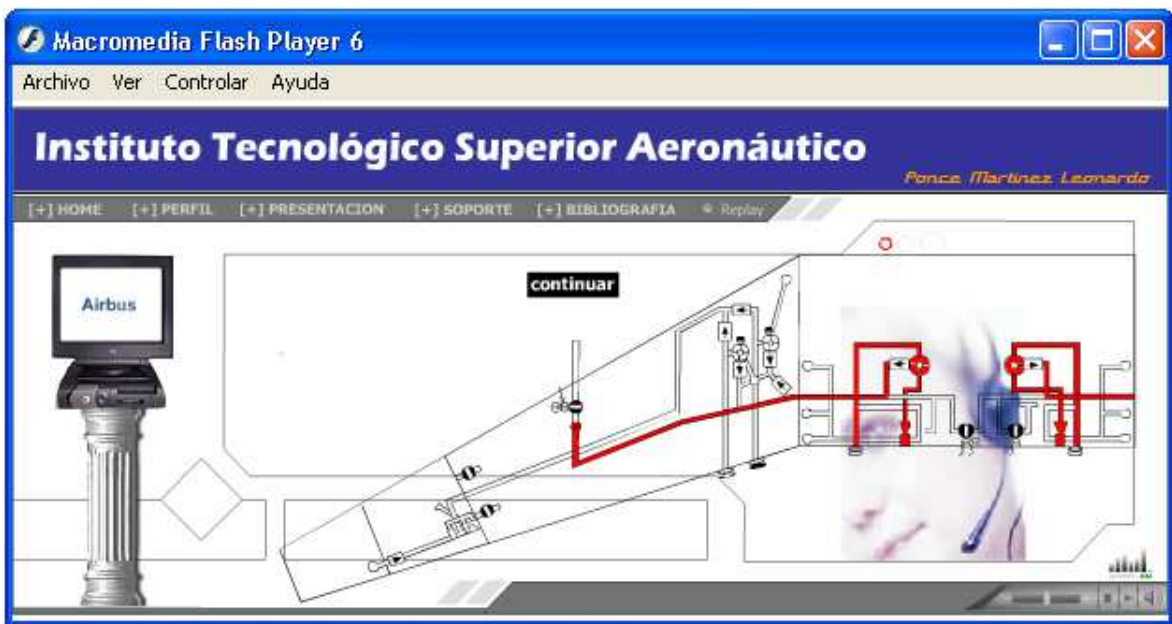 Macromedia Flash Player 6
Archivo Ver Controlar Ayuda
Instituto Tecnológico Superior Aeronáutico
Ponce Martinez Leonardo
[+] HOME [+] PERFIL [+] PRESENTACION [+] SOPORTE [+] BIBLIOGRAFIA Replay
continuar
Airbus